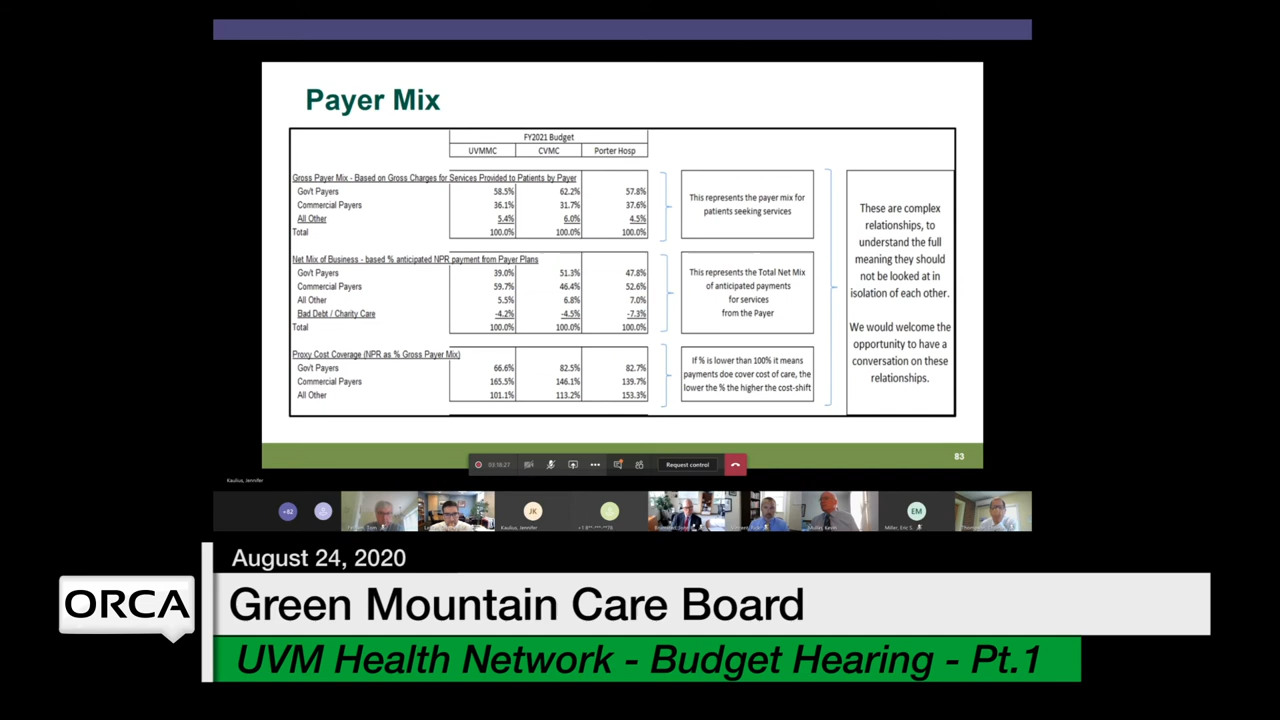 Payer Mix
FY2021 Budget
UVMMC CVMC Porter Hosp
Gross Payer Mix - Based on Gross Charges for Services Provided to Patients by Payer
Gov't Payers 58.5% 62.2% 57.8%
Commercial Payers 36.1% 31.7% 37.6%
All Other 5.4% 6.0% 4.5%
Total 100.0% 100.0% 100.0%
This represents the payer mix for
patients seeking services
Net Mix of Business - based % anticipated NPR payment from Payer Plans
Gov't Payers 39.0% 51.3% 47.8%
Commercial Payers 59.7% 46.4% 52.6%
All Other 5.5% 6.8% 7.0%
Bad Debt / Charity Care -4.2% -4.5% -7.3%
Total 100.0% 100.0% 100.0%
This represents the Total Net Mix
of anticipated payments
for services
from the Payer
Proxy Cost Coverage (NPR as % Gross Payer Mix)
Gov't Payers 66.6% 82.5% 82.7%
Commercial Payers 165.5% 146.1% 139.7%
All Other 101.1% 113.2% 153.3%
If % is lower than 100% it means
payments doe cover cost of care, the
lower the % the higher the cost-shift
These are complex
relationships, to
understand the full
meaning they should
not be looked at in
isolation of each other.
We would welcome the
opportunity to have a
conversation on these
relationships.
83
03:16:27
Request control
Kaulius, Jennifer
+82
JK
EM
Kaulius, Jennifer
Miller, Eric S.
August 24, 2020
ORCA
Green Mountain Care Board
UVM Health Network - Budget Hearing - Pt.1